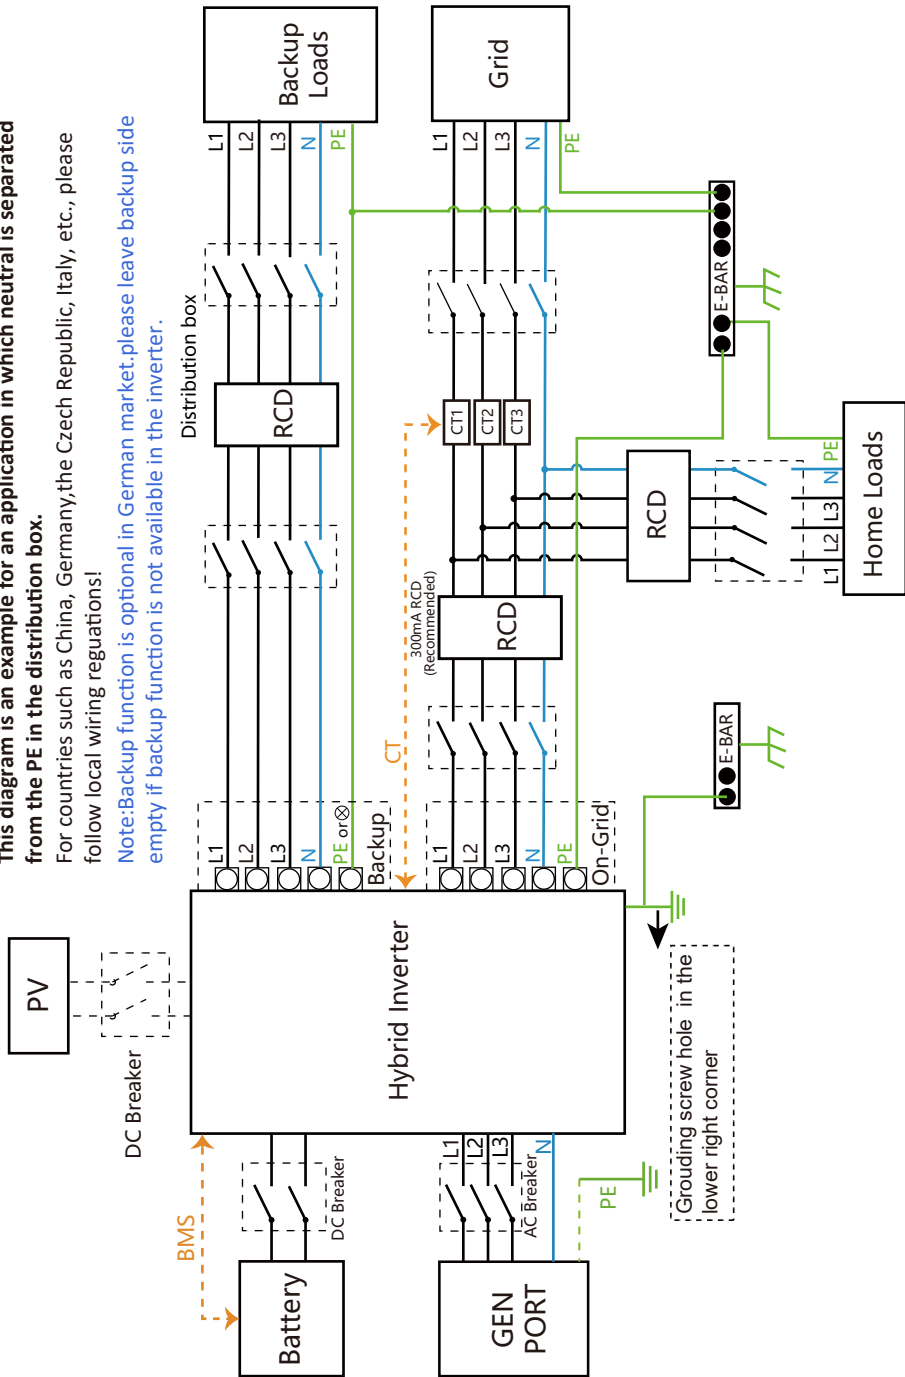 This diagram is an example for an application in which neutral is separated
from the PE in the distribution box.
For countries such as China, Germany,the Czech Republic, Italy, etc., please
follow local wiring reguations!
Note:Backup function is optional in German market.please leave backup side
empty if backup function is not available in the inverter.
PV
DC Breaker
BMS
Battery
DC Breaker
GEN
PORT
L1
L2
L3
N
AC Breaker
PE
Hybrid Inverter
Grouding screw hole in the
lower right corner
L1
L2
L3
N
PE or
Backup
Distribution box
RCD
L1
L2
L3
N
PE
Backup
Loads
CT
L1
L2
L3
N
PE
On-Grid
300mA RCD
(Recommended)
RCD
CT1
CT2
CT3
L1
L2
L3
N
PE
Grid
RCD
L1
L2
L3
N
PE
Home Loads
E-BAR
E-BAR